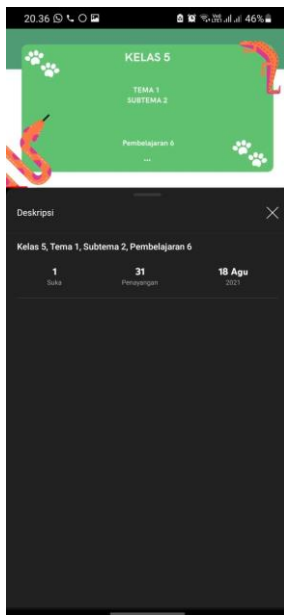 20.36 46%
KELAS 5
TEMA 1
SUBTEMA 2
Pembelajaran 6
...
Deskripsi
Kelas 5, Tema 1, Subtema 2, Pembelajaran 6
1 31 18 Agu
Suka Penayangan 2021